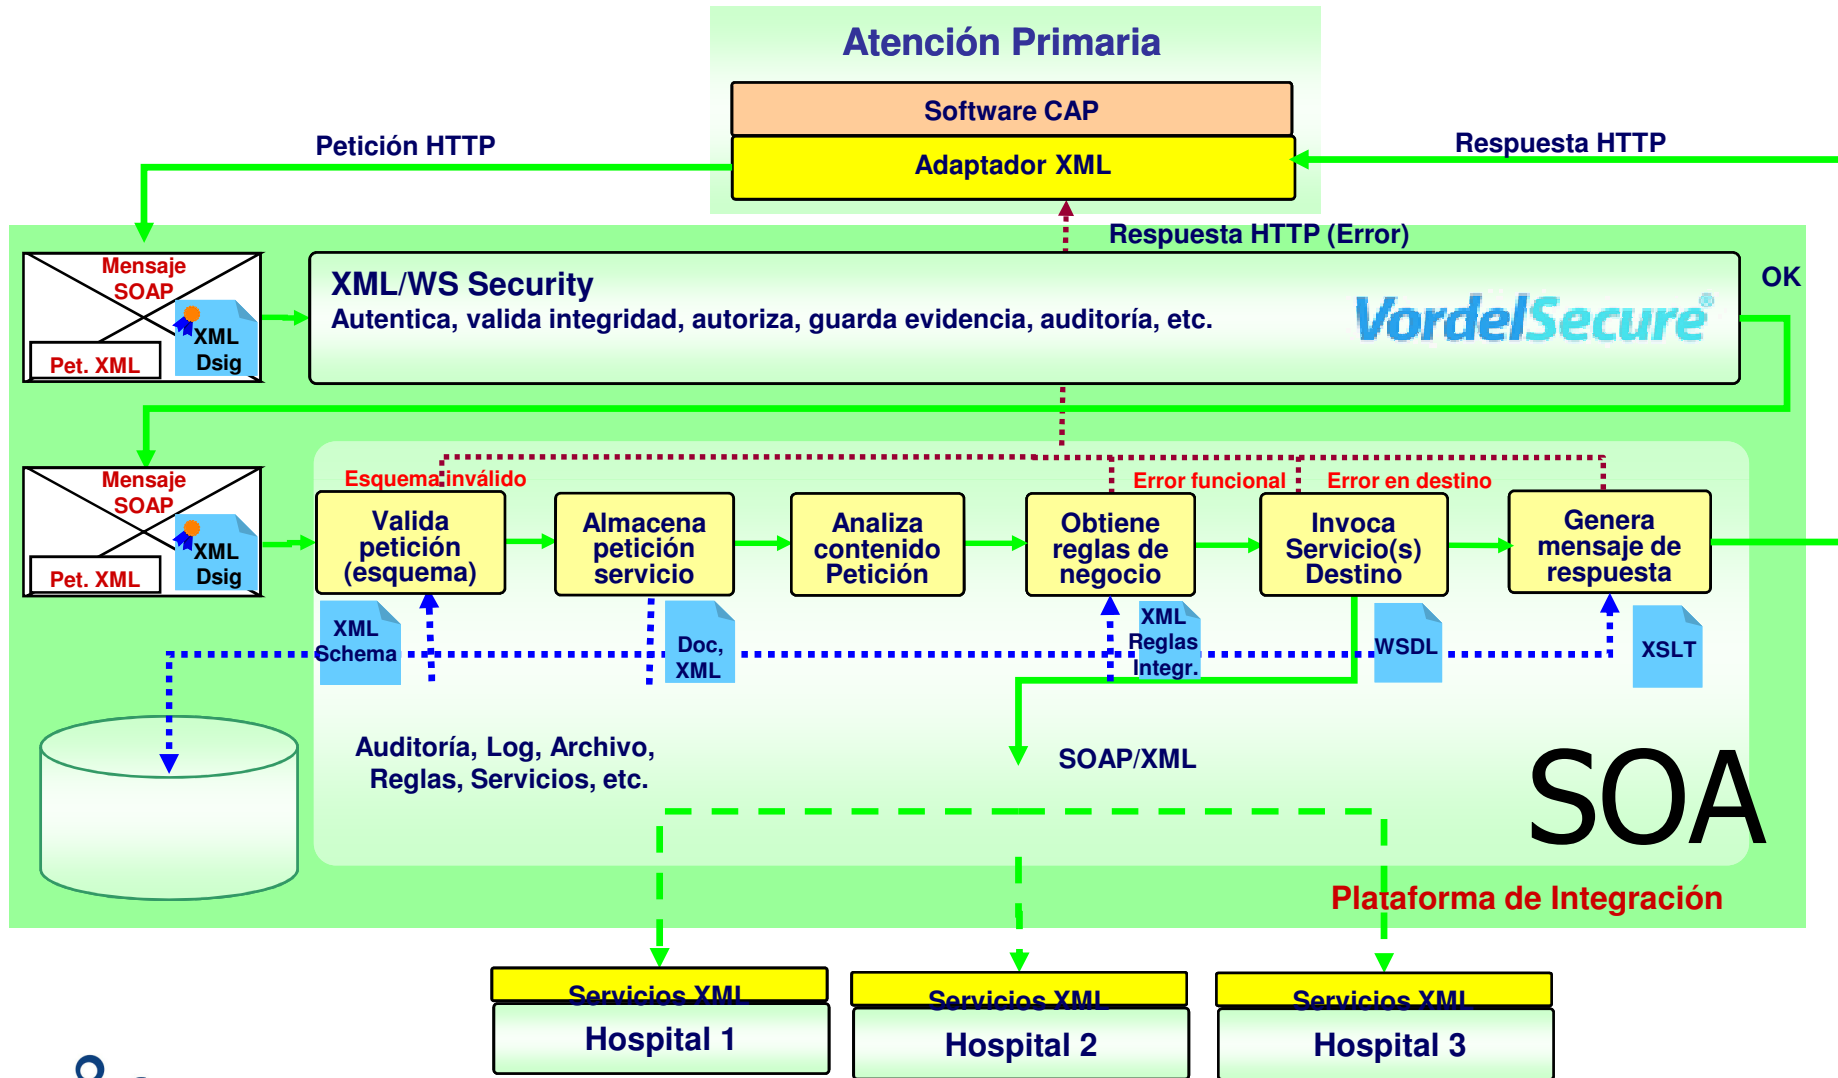 Atención Primaria
Software CAP
Adaptador XML
Petición HTTP
Respuesta HTTP
Respuesta HTTP (Error)
Mensaje
SOAP
XML
Dsig
Pet. XML
XML/WS Security
Autentica, valida integridad, autoriza, guarda evidencia, auditoría, etc.
VordelSecure®
OK
Mensaje
SOAP
XML
Dsig
Pet. XML
Esquema inválido
Error funcional
Error en destino
Valida
petición
(esquema)
Almacena
petición
servicio
Analiza
contenido
Petición
Obtiene
reglas de
negocio
Invoca
Servicio(s)
Destino
Genera
mensaje de
respuesta
XML
Schema
Doc,
XML
XML
Reglas
Integr.
WSDL
XSLT
Auditoría, Log, Archivo,
Reglas, Servicios, etc.
SOAP/XML
SOA
Plataforma de Integración
Servicios XML
Hospital 1
Servicios XML
Hospital 2
Servicios XML
Hospital 3